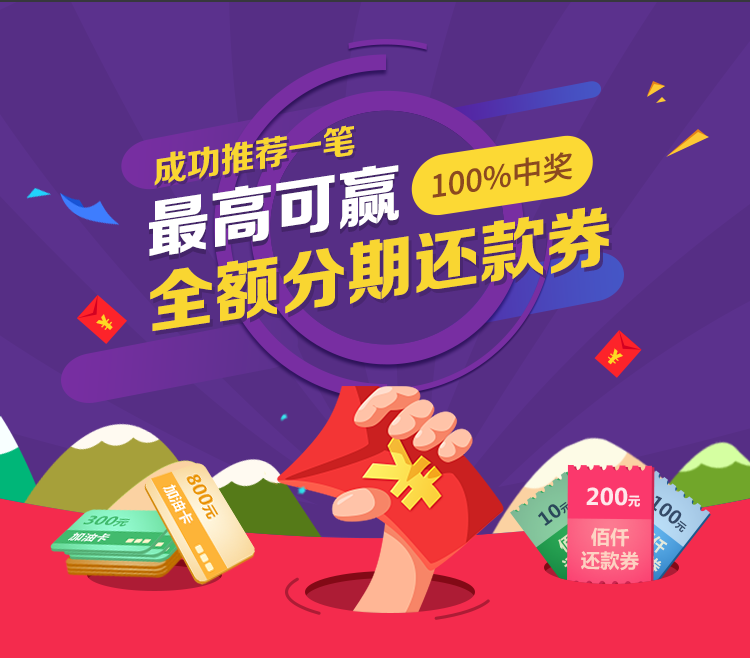 成功推荐一笔
最高可赢
100%中奖
全额分期还款券
¥
¥
¥
800元
加油卡
300元
加油卡
10元
佰
200元
佰仟
还款券
100元
仟